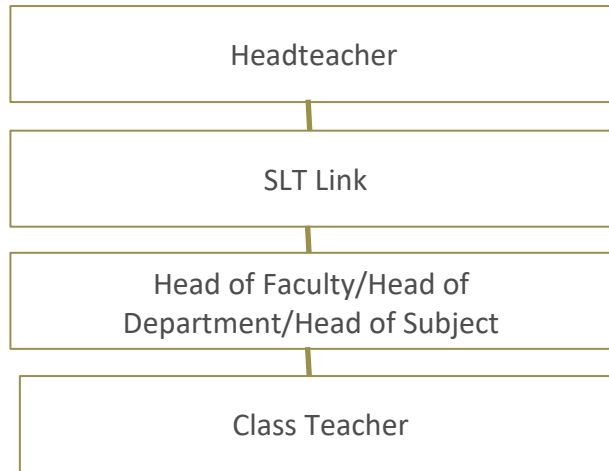 Headteacher
SLT Link
Head of Faculty/Head of
Department/Head of Subject
Class Teacher